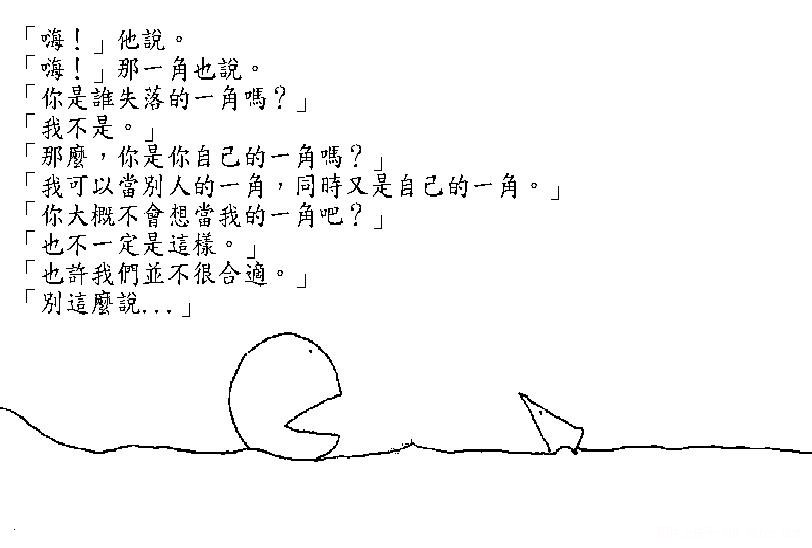 「嗨！」他說。
「嗨！」那一角也說。
「你是誰失落的一角嗎？」
「我不是。」
「那麼，你是你自己的一角嗎？」
「我可以當別人的一角，同時又是自己的一角。」
「你大概不會想當我的一角吧？」
「也不一定是這樣。」
「也許我們並不很合適。」
「別這麼說...」